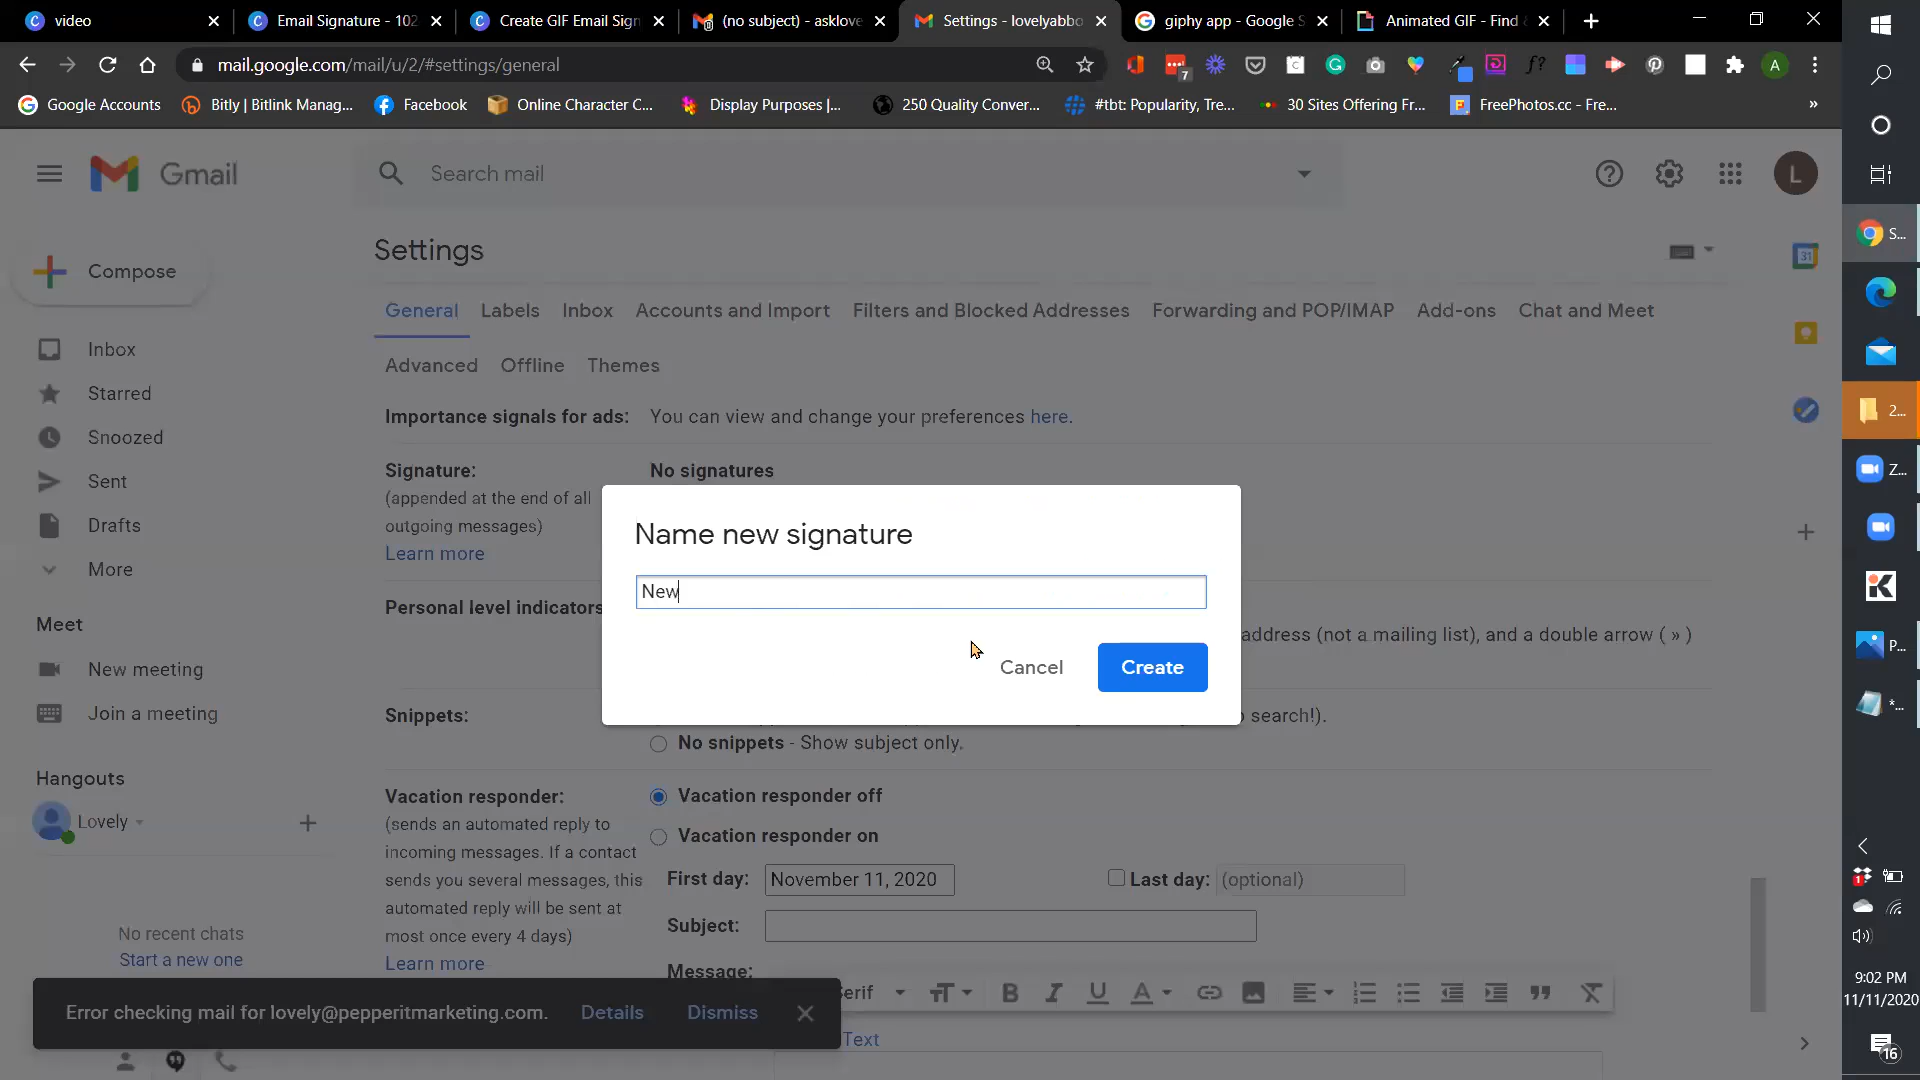 video
Email Signature - 102
Create GIF Email Sign
(no subject) - asklove
Settings - lovelyabbo
giphy app - Google S
Animated GIF - Find
mail.google.com/mail/u/2/#settings/general
7
A
Google Accounts
Bitly | Bitlink Manag...
Facebook
Online Character C...
Display Purposes |...
250 Quality Conver...
#tbt: Popularity, Tre...
30 Sites Offering Fr...
FreePhotos.cc - Fre...
»
Gmail
Search mail
L
Settings
Compose
General
Labels
Inbox
Accounts and Import
Filters and Blocked Addresses
Forwarding and POP/IMAP
Add-ons
Chat and Meet
Advanced
Offline
Themes
Inbox
Starred
Snoozed
Sent
Drafts
More
Meet
New meeting
Join a meeting
Hangouts
Lovely
No recent chats
Start a new one
Importance signals for ads: You can view and change your preferences here.
Signature:
(appended at the end of all
outgoing messages)
Learn more
No signatures
Name new signature
New
Cancel
Create
Personal level indicators
address (not a mailing list), and a double arrow ( » )
Snippets:
search!).
No snippets - Show subject only.
Vacation responder:
(sends an automated reply to
incoming messages. If a contact
sends you several messages, this
automated reply will be sent at
most once every 4 days)
Learn more
Vacation responder off
Vacation responder on
First day: November 11, 2020
Last day: (optional)
Subject:
Message:
Serif
Text
Error checking mail for lovely@pepperitmarketing.com.
Details
Dismiss
31
S...
2...
Z...
P...
*...
1
9:02 PM
11/11/2020
16